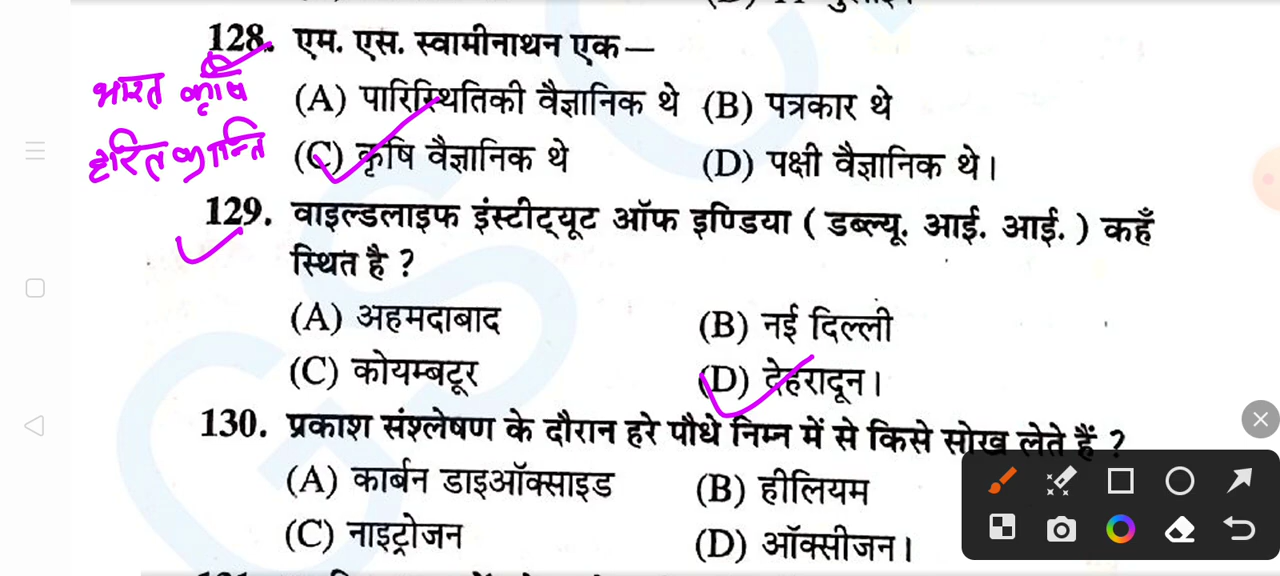 128. एम. एस. स्वामीनाथन एक—
भारत कृषि
(A) पारिस्थितिकी वैज्ञानिक थे (B) पत्रकार थे
हरित क्रान्ति
(C) कृषि वैज्ञानिक थे (D) पक्षी वैज्ञानिक थे।
129. वाइल्डलाइफ इंस्टीट्यूट ऑफ इण्डिया ( डब्ल्यू. आई. आई. ) कहाँ
स्थित है ?
(A) अहमदाबाद (B) नई दिल्ली
(C) कोयम्बटूर (D) देहरादून।
130. प्रकाश संश्लेषण के दौरान हरे पौधे निम्न में से किसे सोख लेते हैं ?
(A) कार्बन डाइऑक्साइड (B) हीलियम
(C) नाइट्रोजन (D) ऑक्सीजन।